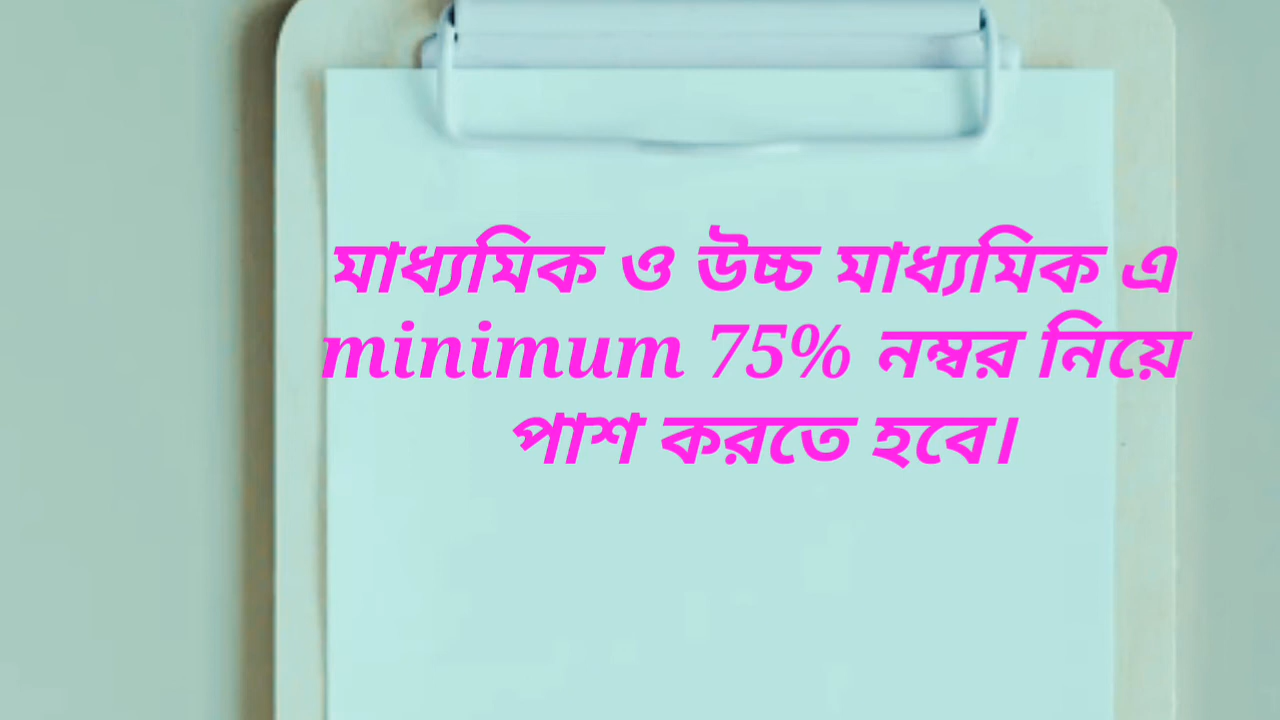 মাধ্যমিক ও উচ্চ মাধ্যমিক এ
minimum 75% নম্বর নিয়ে
পাশ করতে হবে।